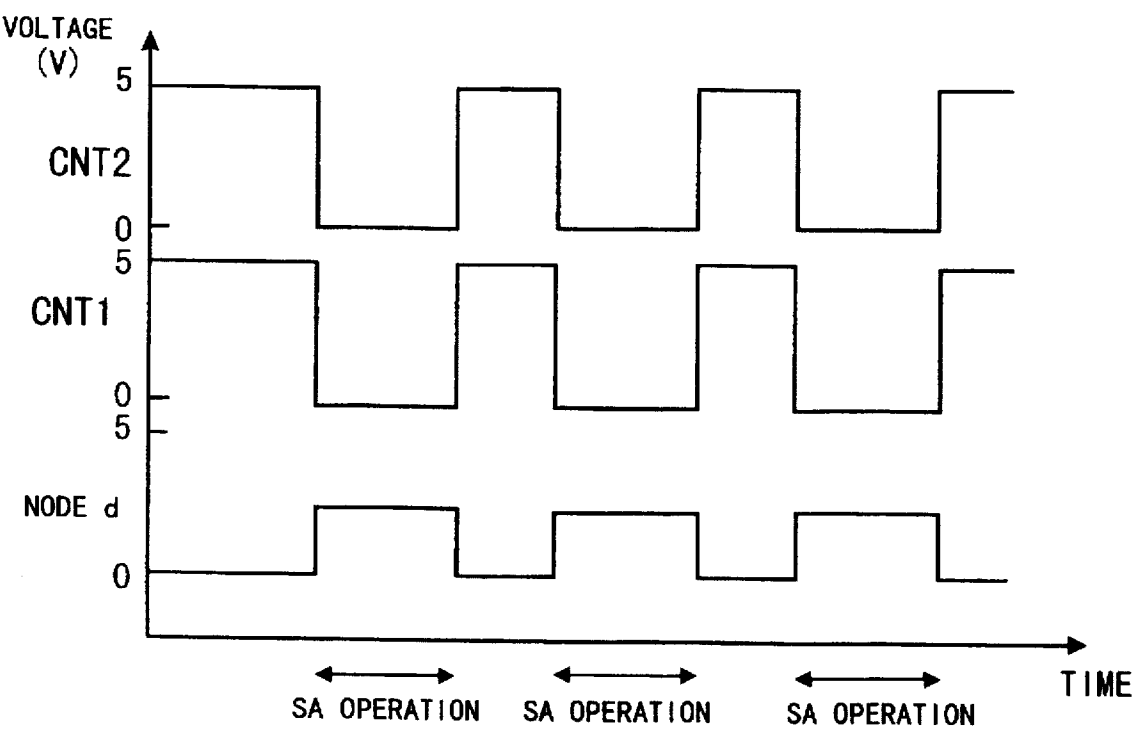 VOLTAGE
(V)
5
CNT2
0
5
CNT1
0
5
NODE d
0
TIME
SA OPERATION SA OPERATION SA OPERATION